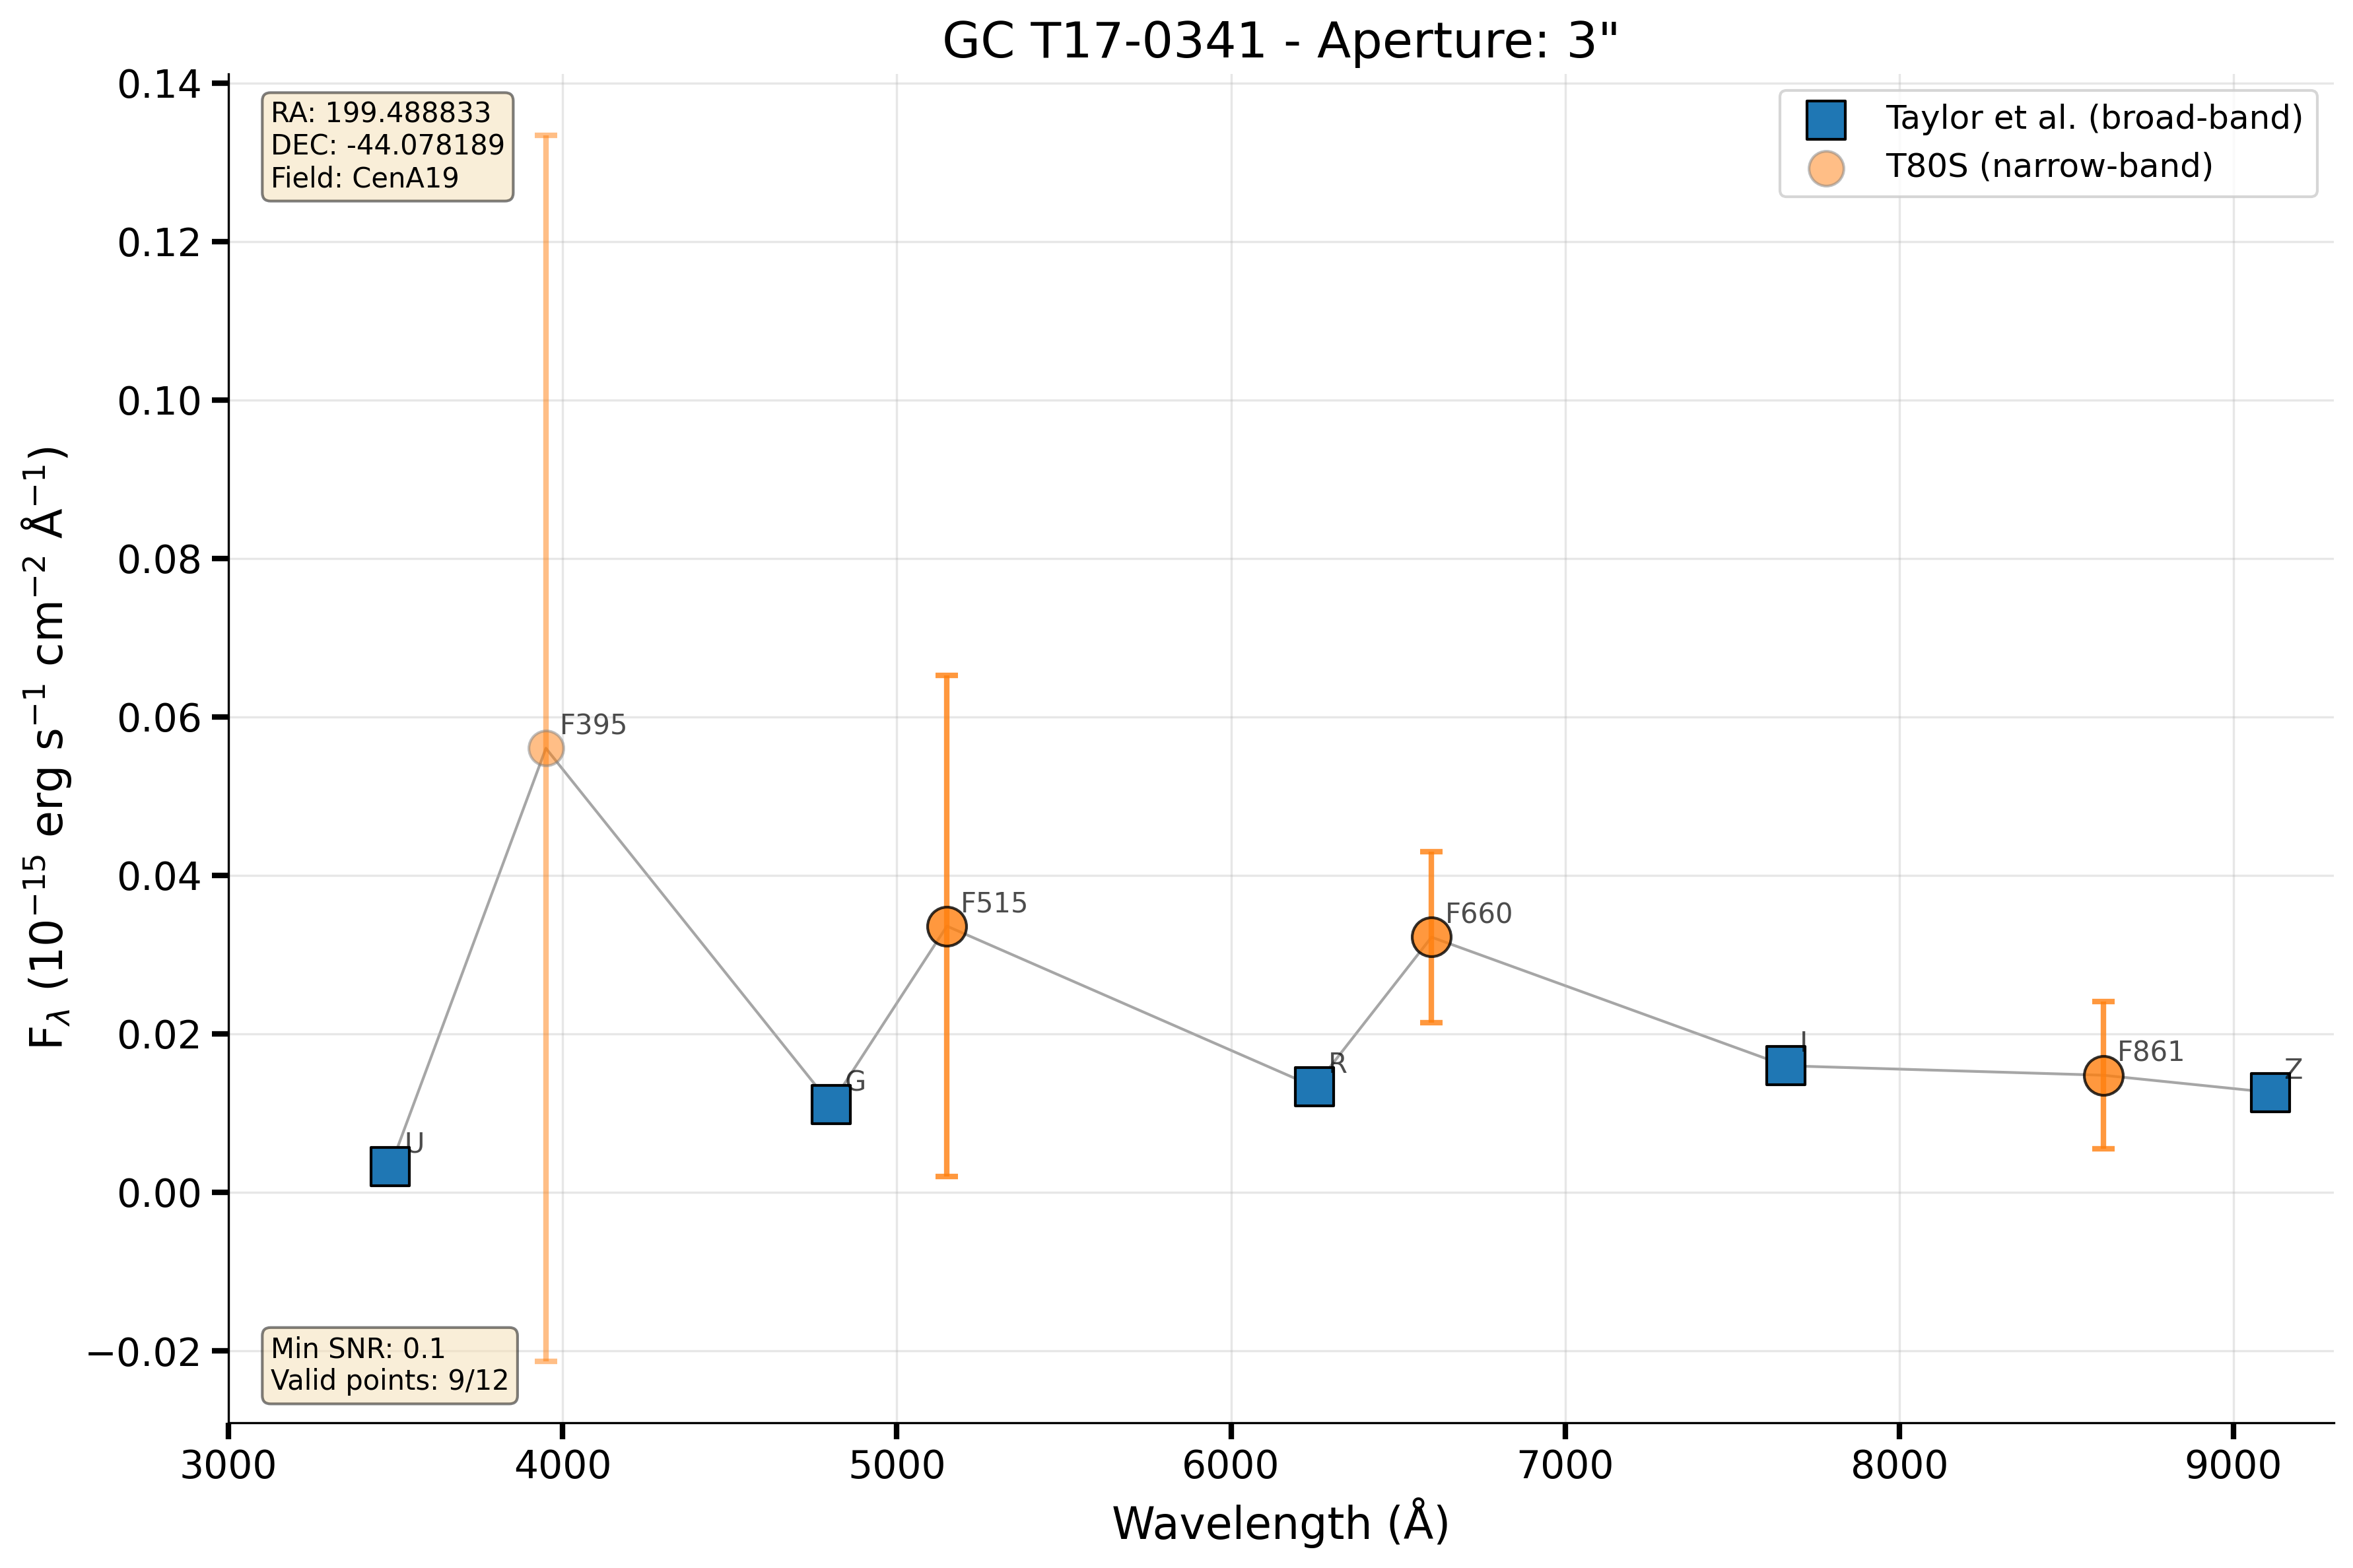 GC T17-0341 - Aperture: 3"
RA: 199.488833
DEC: -44.078189
Field: CenA19
Taylor et al. (broad-band)
T80S (narrow-band)
0.14
0.12
0.10
0.08
0.06
0.04
0.02
0.00
−0.02
F_λ (10⁻¹⁵ erg s⁻¹ cm⁻² Å⁻¹)
F395
F515
F660
F861
U
G
R
I
Z
Min SNR: 0.1
Valid points: 9/12
3000 4000 5000 6000 7000 8000 9000
Wavelength (Å)